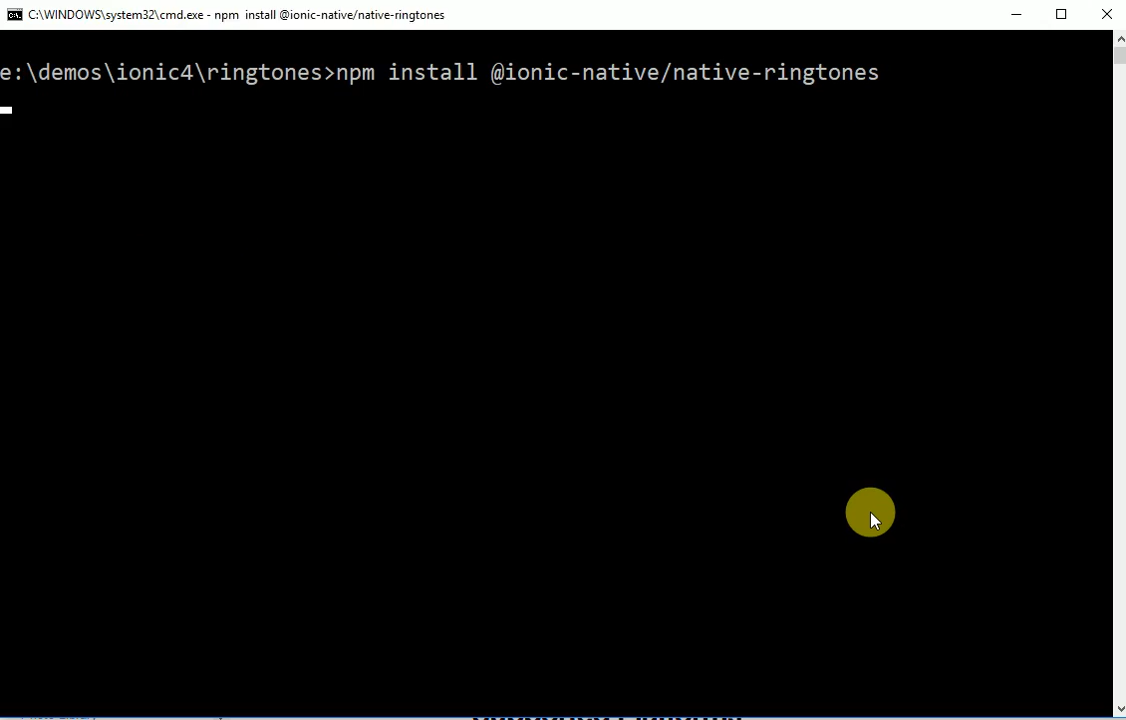 C:\WINDOWS\system32\cmd.exe - npm  install @ionic-native/native-ringtones
e:\demos\ionic4\ringtones>npm install @ionic-native/native-ringtones